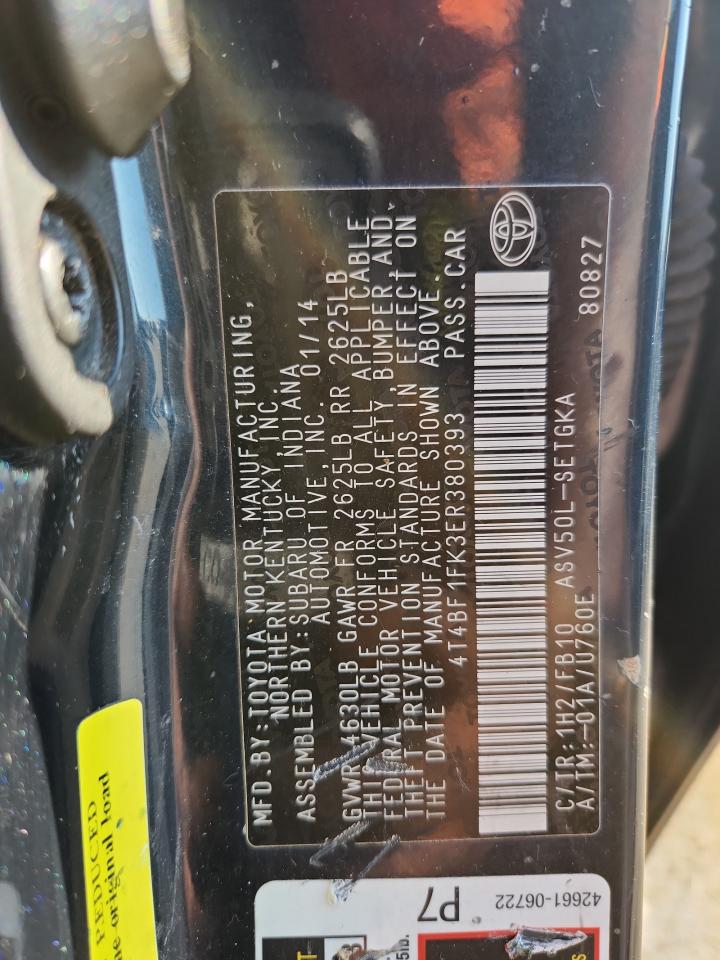 MFD.BY:TOYOTA MOTOR MANUFACTURING,
NORTHERN KENTUCKY,INC.
ASSEMBLED BY:SUBARU OF INDIANA
AUTOMOTIVE,INC. 01/14
GVWR 4630LB GAWR FR 2625LB RR 2625LB
THIS VEHICLE CONFORMS TO ALL APPLICABLE
FEDERAL MOTOR VEHICLE SAFETY,BUMPER AND
THEFT PREVENTION STANDARDS IN EFFECT ON
THE DATE OF MANUFACTURE SHOWN ABOVE.
4T4BF1FK3ER380393 PASS.CAR
C/TR:1H2/FB10 ASV50L-SETGKA
A/TM:-01A/U760E 80827
REDUCED
original load
P7
42661-06722